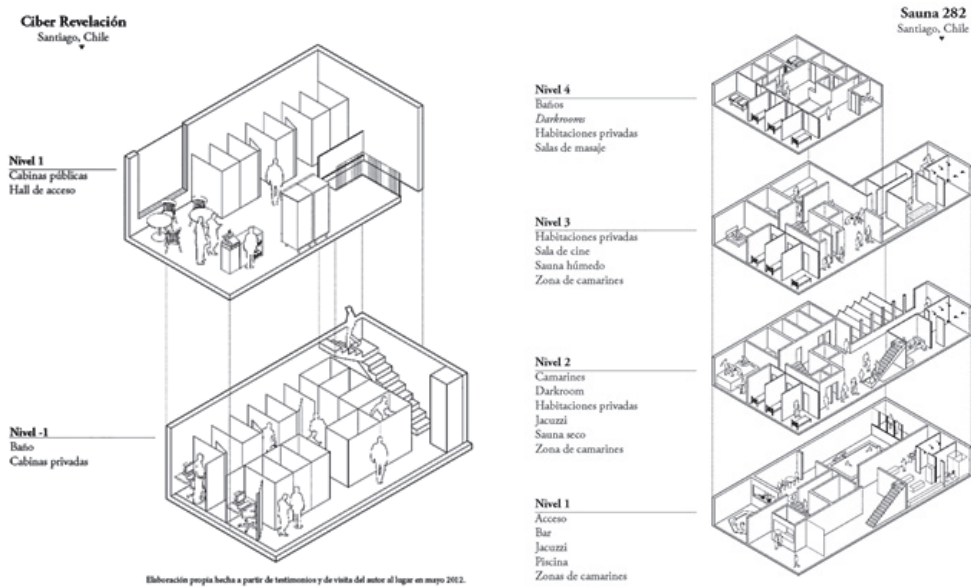 Ciber Revelación
Santiago, Chile
Nivel 1
Cabinas públicas
Hall de acceso
Nivel -1
Baño
Cabinas privadas
Elaboración propia hecha a partir de testimonios y de visita del autor al lugar en mayo 2012.
Sauna 282
Santiago, Chile
Nivel 4
Baños
Darkrooms
Habitaciones privadas
Salas de masaje
Nivel 3
Habitaciones privadas
Sala de cine
Sauna húmedo
Zona de camarines
Nivel 2
Camarines
Darkroom
Habitaciones privadas
Jacuzzi
Sauna seco
Zona de camarines
Nivel 1
Acceso
Bar
Jacuzzi
Piscina
Zonas de camarines